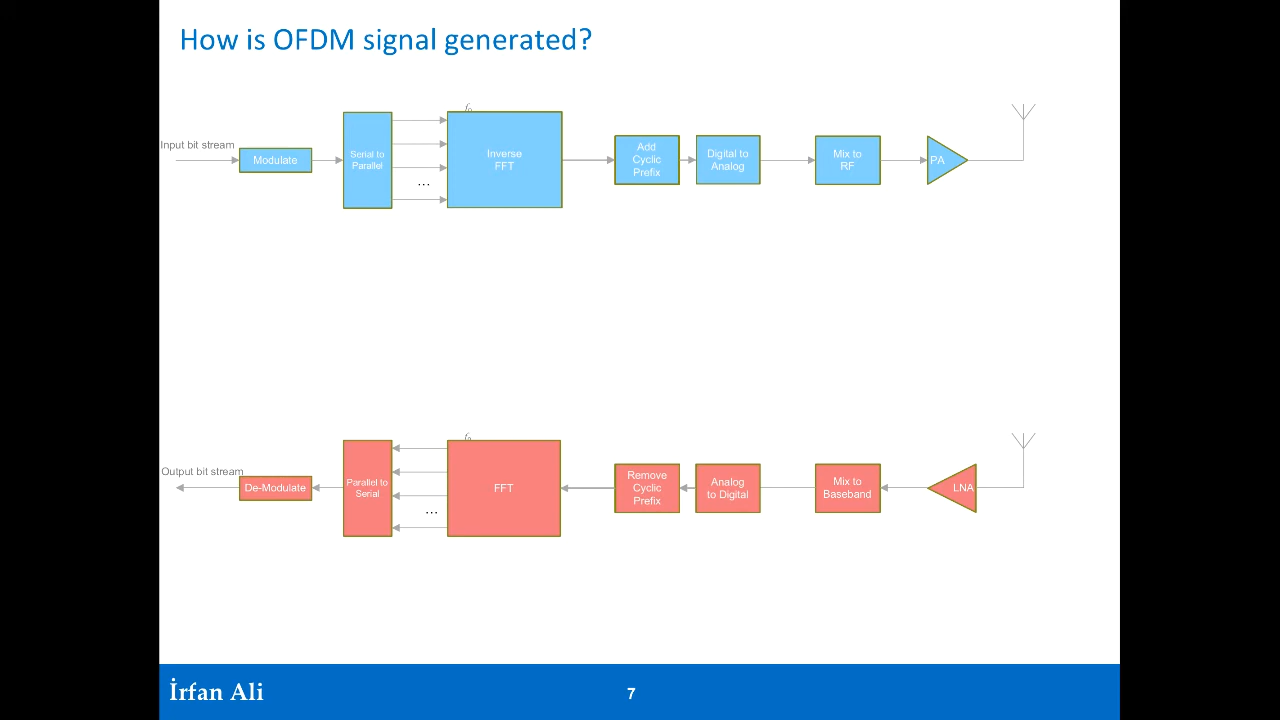 How is OFDM signal generated?
Input bit stream
Modulate
Serial to
Parallel
...
Inverse
FFT
Add
Cyclic
Prefix
Digital to
Analog
Mix to
RF
PA
Output bit stream
De-Modulate
Parallel to
Serial
...
FFT
Remove
Cyclic
Prefix
Analog
to Digital
Mix to
Baseband
LNA
İrfan Ali
7